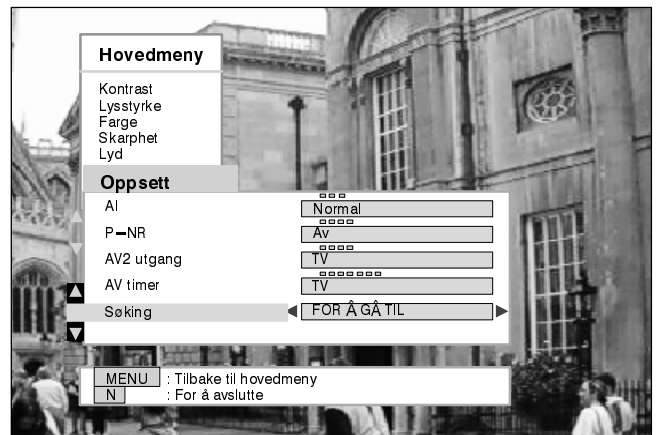 Hovedmeny
Kontrast
Lysstyrke
Farge
Skarphet
Lyd
Oppsett
AI Normal
P-NR Av
AV2 utgang TV
AV timer TV
Søking FOR Å GÅ TIL
MENU : Tilbake til hovedmeny
N : For å avslutte